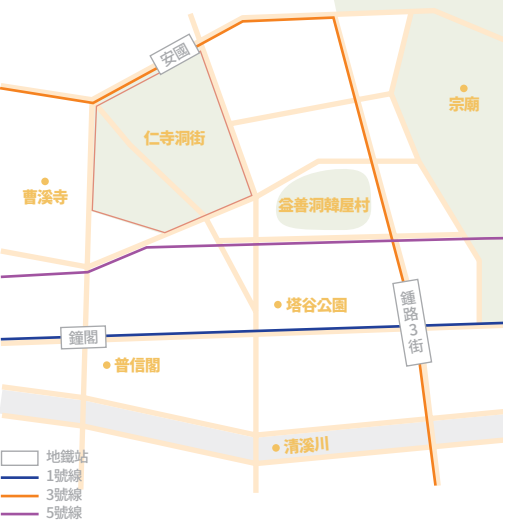 安國
宗廟
仁寺洞街
曹溪寺
益善洞韓屋村
鍾路3街
塔谷公園
鐘閣
普信閣
清溪川
地鐵站
1號線
3號線
5號線